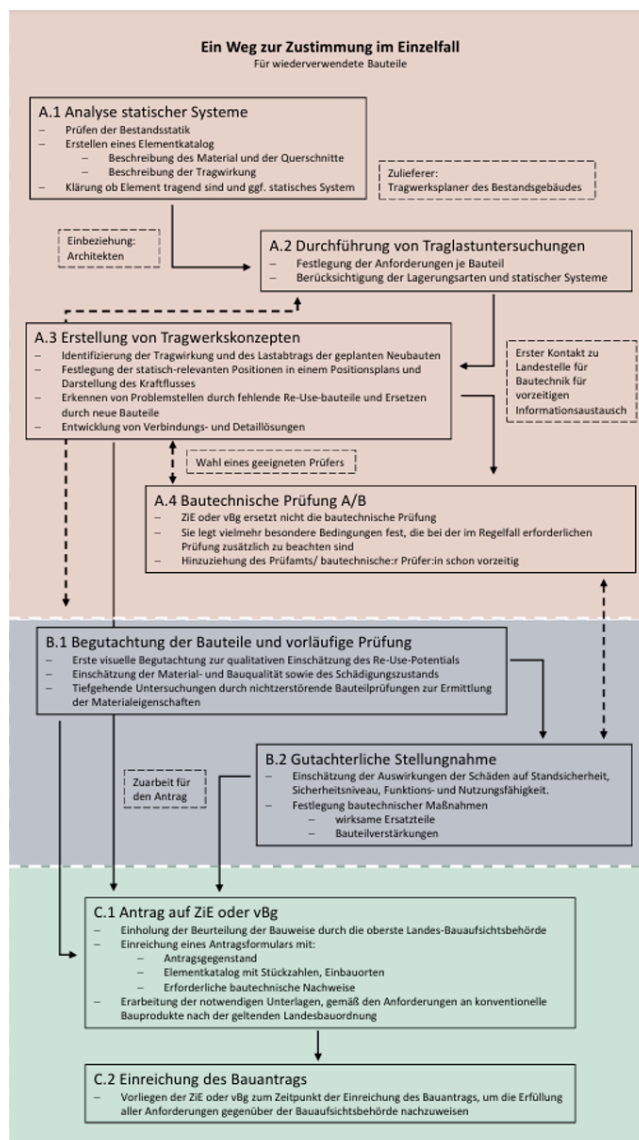 Ein Weg zur Zustimmung im Einzelfall
Für wiederverwendete Bauteile
A.1 Analyse statischer Systeme
– Prüfen der Bestandsstatik
– Erstellen eines Elementkatalog
– Beschreibung des Material und der Querschnitte
– Beschreibung der Tragwirkung
– Klärung ob Element tragend sind und ggf. statisches System
Zulieferer:
Tragwerksplaner des Bestandsgebäudes
Einbeziehung:
Architekten
A.2 Durchführung von Traglastuntersuchungen
– Festlegung der Anforderungen je Bauteil
– Berücksichtigung der Lagerungsarten und statischer Systeme
A.3 Erstellung von Tragwerkskonzepten
– Identifizierung der Tragwirkung und des Lastabtrags der geplanten Neubauten
– Festlegung der statisch-relevanten Positionen in einem Positionsplans und
Darstellung des Kraftflusses
– Erkennen von Problemstellen durch fehlende Re-Use-bauteile und Ersetzen
durch neue Bauteile
– Entwicklung von Verbindungs- und Detaillösungen
Erster Kontakt zu
Landestelle für
Bautechnik für
vorzeitigen
Informationsaustausch
Wahl eines geeigneten Prüfers
A.4 Bautechnische Prüfung A/B
– ZiE oder vBg ersetzt nicht die bautechnische Prüfung
– Sie legt vielmehr besondere Bedingungen fest, die bei der im Regelfall erforderlichen
Prüfung zusätzlich zu beachten sind
– Hinzuziehung des Prüfamts/ bautechnische:r Prüfer:in schon vorzeitig
B.1 Begutachtung der Bauteile und vorläufige Prüfung
– Erste visuelle Begutachtung zur qualitativen Einschätzung des Re-Use-Potentials
– Einschätzung der Material- und Bauqualität sowie des Schädigungszustands
– Tiefgehende Untersuchungen durch nichtzerstörende Bauteilprüfungen zur Ermittlung
der Materialeigenschaften
B.2 Gutachterliche Stellungnahme
– Einschätzung der Auswirkungen der Schäden auf Standsicherheit,
Sicherheitsniveau, Funktions- und Nutzungsfähigkeit.
– Festlegung bautechnischer Maßnahmen
– wirksame Ersatzteile
– Bauteilverstärkungen
Zuarbeit für
den Antrag
C.1 Antrag auf ZiE oder vBg
– Einholung der Beurteilung der Bauweise durch die oberste Landes-Bauaufsichtsbehörde
– Einreichung eines Antragsformulars mit:
– Antragsgegenstand
– Elementkatalog mit Stückzahlen, Einbauorten
– Erforderliche bautechnische Nachweise
– Erarbeitung der notwendigen Unterlagen, gemäß den Anforderungen an konventionelle
Bauprodukte nach der geltenden Landesbauordnung
C.2 Einreichung des Bauantrags
– Vorliegen der ZiE oder vBg zum Zeitpunkt der Einreichung des Bauantrags, um die Erfüllung
aller Anforderungen gegenüber der Bauaufsichtsbehörde nachzuweisen